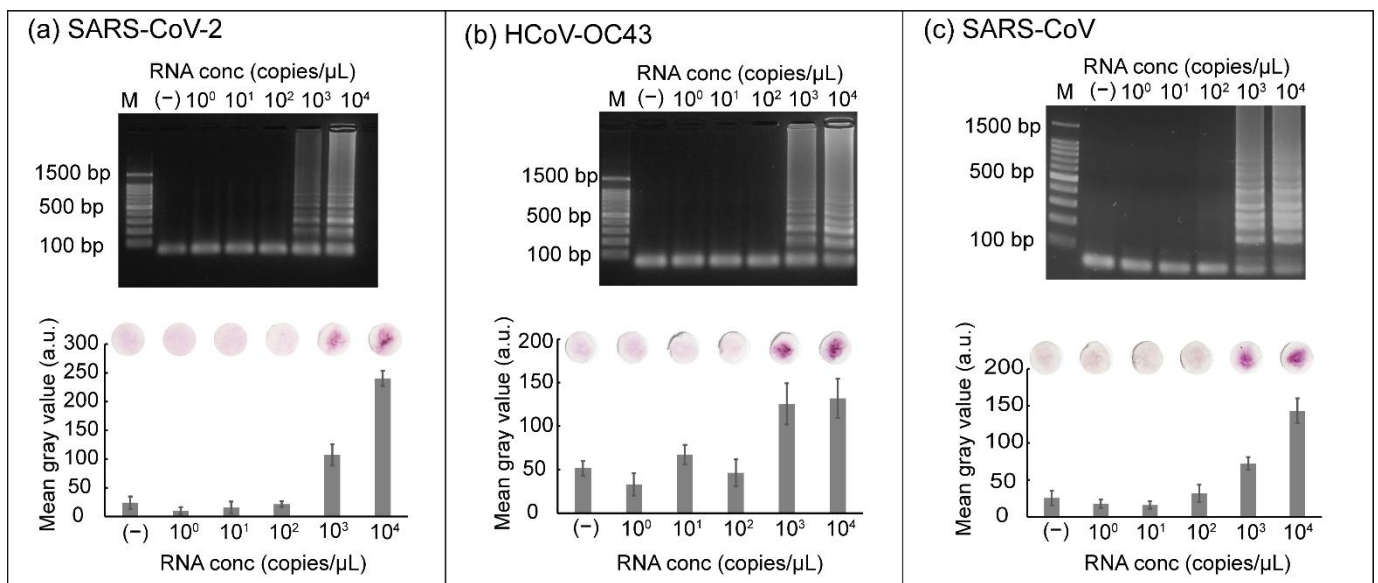 (a) SARS-CoV-2
RNA conc (copies/µL)
M (−) 10⁰ 10¹ 10² 10³ 10⁴
1500 bp
500 bp
100 bp
300
250
200
150
100
50
0
Mean gray value (a.u.)
(−) 10⁰ 10¹ 10² 10³ 10⁴
RNA conc (copies/µL)
(b) HCoV-OC43
RNA conc (copies/µL)
M (−) 10⁰ 10¹ 10² 10³ 10⁴
1500 bp
500 bp
100 bp
200
150
100
50
0
Mean gray value (a.u.)
(−) 10⁰ 10¹ 10² 10³ 10⁴
RNA conc (copies/µL)
(c) SARS-CoV
RNA conc (copies/µL)
M (−) 10⁰ 10¹ 10² 10³ 10⁴
1500 bp
500 bp
100 bp
200
150
100
50
0
Mean gray value (a.u.)
(−) 10⁰ 10¹ 10² 10³ 10⁴
RNA conc (copies/µL)